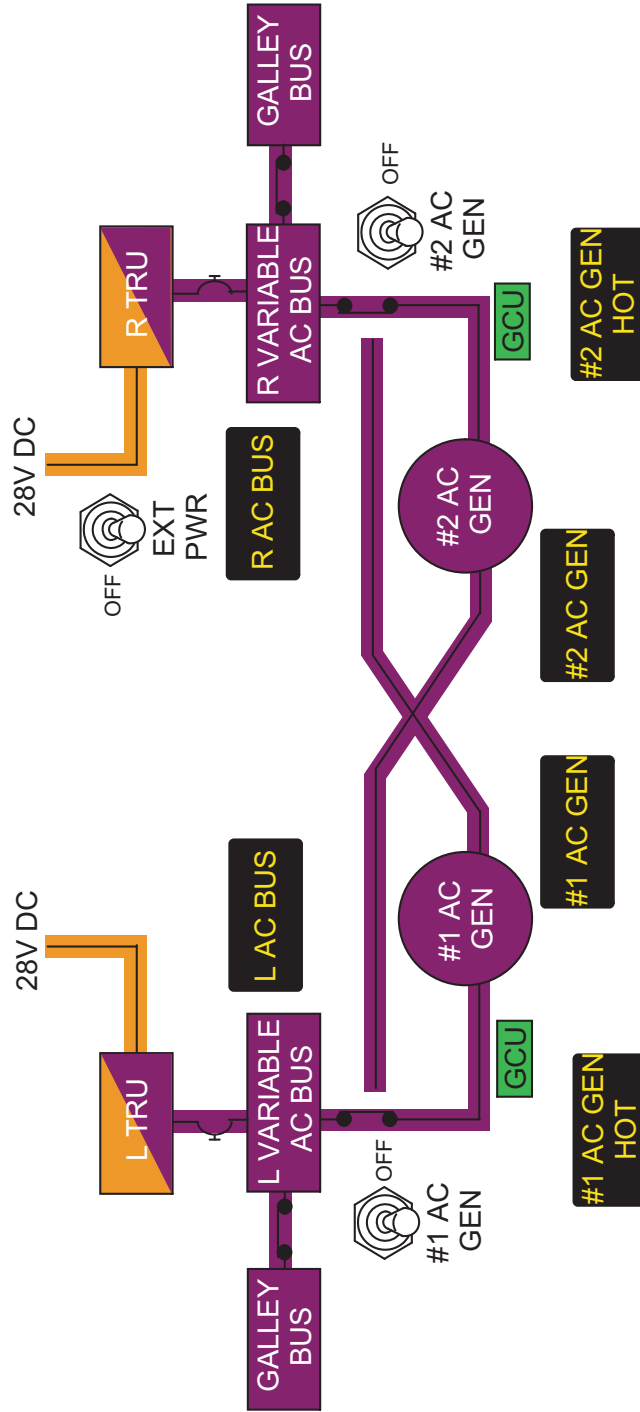 28V DC
28V DC
L TRU
R TRU
OFF
EXT
PWR
GALLEY
BUS
L VARIABLE
AC BUS
L AC BUS
R AC BUS
R VARIABLE
AC BUS
GALLEY
BUS
OFF
#1 AC
GEN
OFF
#2 AC
GEN
#1 AC
GEN
#2 AC
GEN
GCU
GCU
#1 AC GEN
#2 AC GEN
#1 AC GEN
HOT
#2 AC GEN
HOT